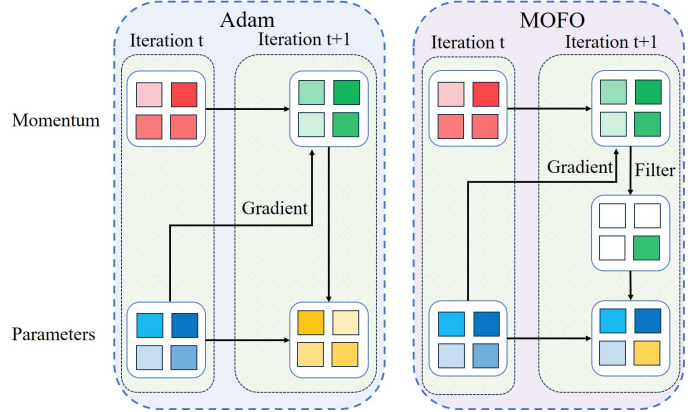 Adam
MOFO
Iteration t
Iteration t+1
Iteration t
Iteration t+1
Momentum
Gradient
Gradient
Filter
Parameters